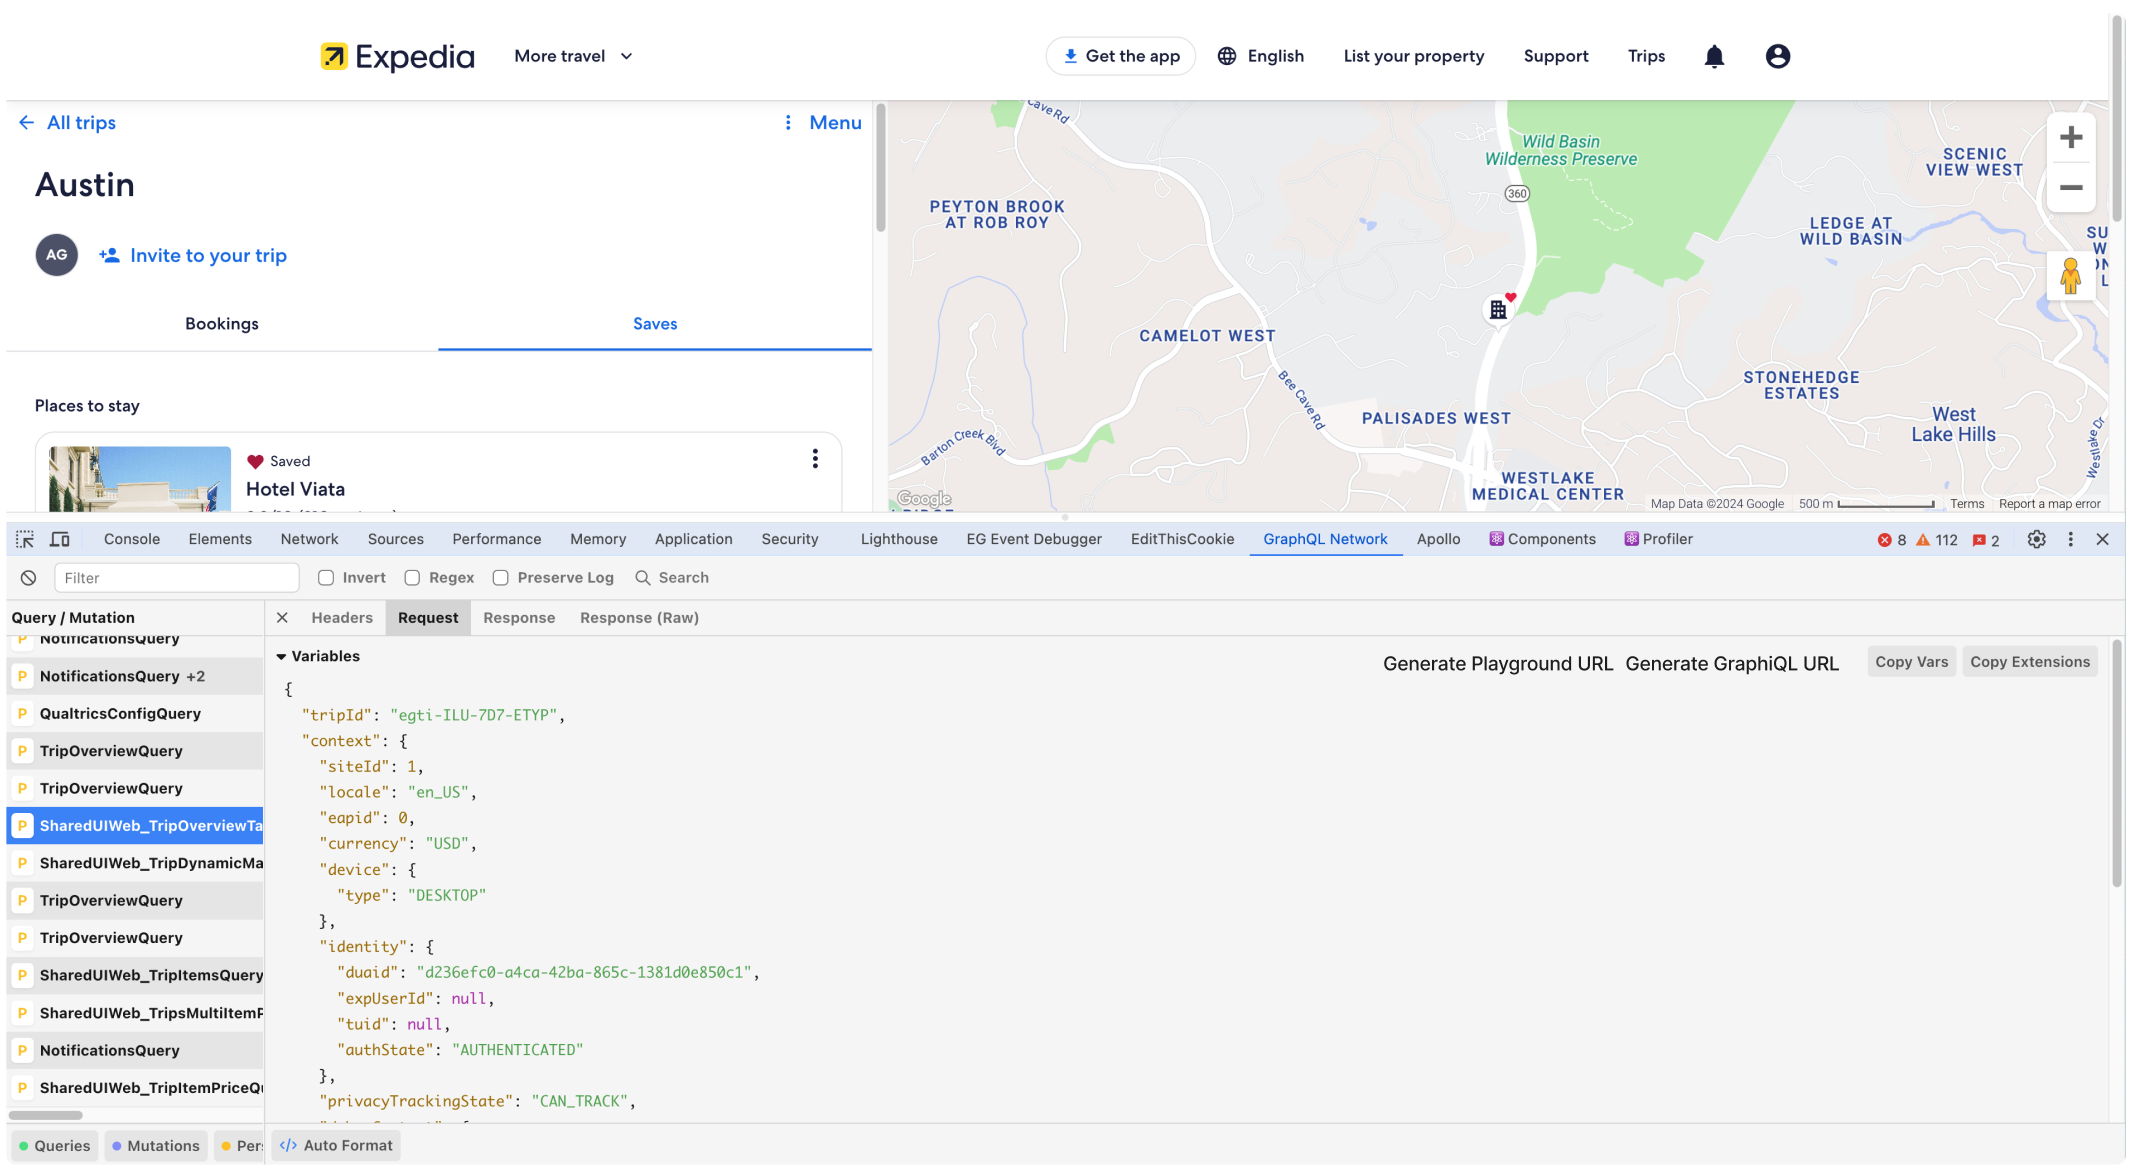 Expedia
More travel
Get the app
English
List your property
Support
Trips
All trips
Menu
Austin
AG
Invite to your trip
Bookings
Saves
Places to stay
Saved
Hotel Viata
Cave Rd
Wild Basin
Wilderness Preserve
SCENIC
VIEW WEST
360
PEYTON BROOK
AT ROB ROY
LEDGE AT
WILD BASIN
CAMELOT WEST
Bee Cave Rd
STONEHEDGE
ESTATES
PALISADES WEST
West
Lake Hills
Barton Creek Blvd
Westlake Dr
WESTLAKE
MEDICAL CENTER
Google
Map Data ©2024 Google
500 m
Terms
Report a map error
Console
Elements
Network
Sources
Performance
Memory
Application
Security
Lighthouse
EG Event Debugger
EditThisCookie
GraphQL Network
Apollo
Components
Profiler
8
112
2
Filter
Invert
Regex
Preserve Log
Search
Query / Mutation
Headers
Request
Response
Response (Raw)
P NotificationsQuery
P NotificationsQuery +2
P QualtricsConfigQuery
P TripOverviewQuery
P TripOverviewQuery
P SharedUIWeb_TripOverviewTa
P SharedUIWeb_TripDynamicMa
P TripOverviewQuery
P TripOverviewQuery
P SharedUIWeb_TripItemsQuery
P SharedUIWeb_TripsMultiItemP
P NotificationsQuery
P SharedUIWeb_TripItemPriceQu
Queries
Mutations
Per
Variables
Generate Playground URL
Generate GraphiQL URL
Copy Vars
Copy Extensions
{
"tripId": "egti-ILU-7D7-ETYP",
"context": {
"siteId": 1,
"locale": "en_US",
"eapid": 0,
"currency": "USD",
"device": {
"type": "DESKTOP"
},
"identity": {
"duaid": "d236efc0-a4ca-42ba-865c-1381d0e850c1",
"expUserId": null,
"tuid": null,
"authState": "AUTHENTICATED"
},
"privacyTrackingState": "CAN_TRACK",
</> Auto Format